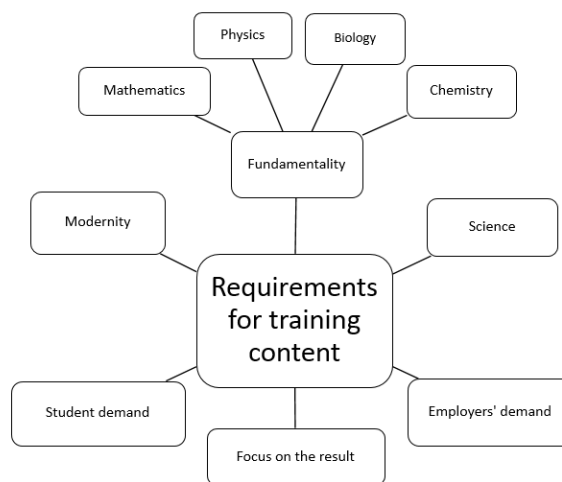 Physics
Biology
Mathematics
Chemistry
Fundamentality
Modernity
Science
Requirements
for training
content
Student demand
Employers' demand
Focus on the result